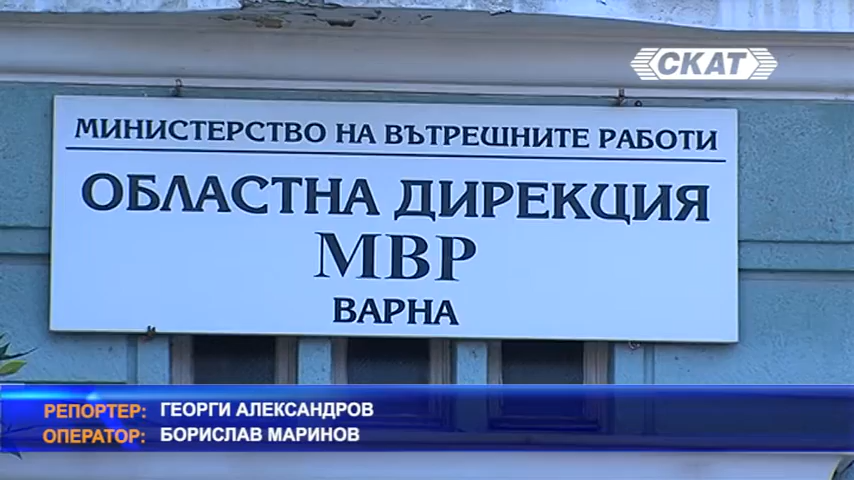 СКАТ
МИНИСТЕРСТВО НА ВЪТРЕШНИТЕ РАБОТИ
ОБЛАСТНА ДИРЕКЦИЯ
МВР
ВАРНА
РЕПОРТЕР: ГЕОРГИ АЛЕКСАНДРОВ
ОПЕРАТОР: БОРИСЛАВ МАРИНОВ